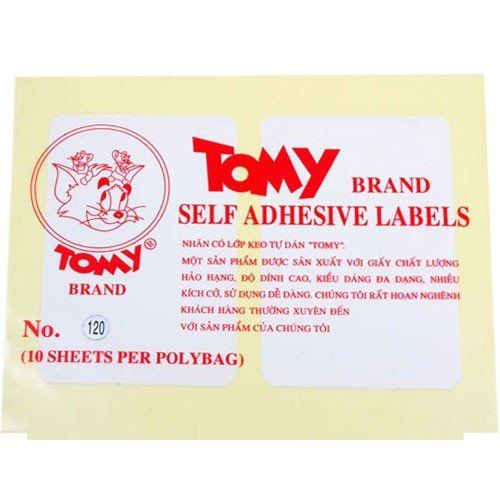 TOMY BRAND
SELF ADHESIVE LABELS
NHÃN CÓ LỚP KEO TỰ DÁN "TOMY".
MỘT SẢN PHẨM ĐƯỢC SẢN XUẤT VỚI GIẤY CHẤT LƯỢNG
HẢO HẠNG, ĐỘ DÍNH CAO, KIỂU DÁNG ĐA DẠNG, NHIỀU
KÍCH CỠ, SỬ DỤNG DỄ DÀNG. CHÚNG TÔI RẤT HOAN NGHÊNH
KHÁCH HÀNG THƯỜNG XUYÊN ĐẾN
VỚI SẢN PHẨM CỦA CHÚNG TÔI
TOMY®
BRAND
No. 120
(10 SHEETS PER POLYBAG)